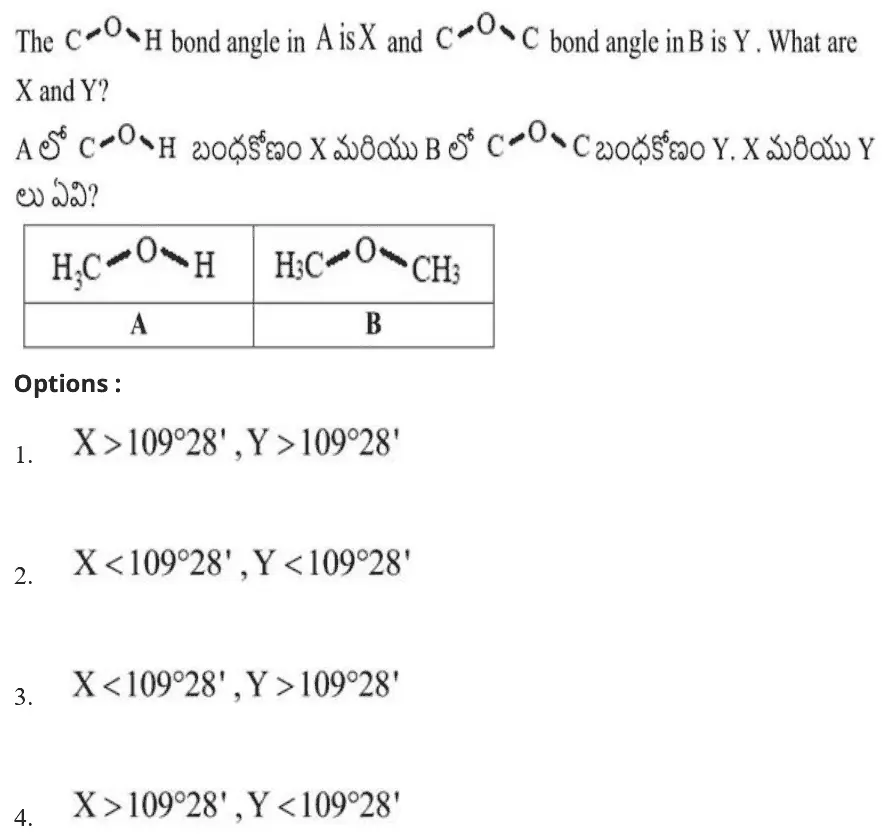 The C-O-H bond angle in A is X and C-O-C bond angle in B is Y . What are
X and Y?
A లో C-O-H బంధకోణం X మరియు B లో C-O-C బంధకోణం Y. X మరియు Y
లు ఏవి?
H₃C-O-H H₃C-O-CH₃
A B
Options :
1. X > 109°28' , Y > 109°28'
2. X < 109°28' , Y < 109°28'
3. X < 109°28' , Y > 109°28'
4. X > 109°28' , Y < 109°28'